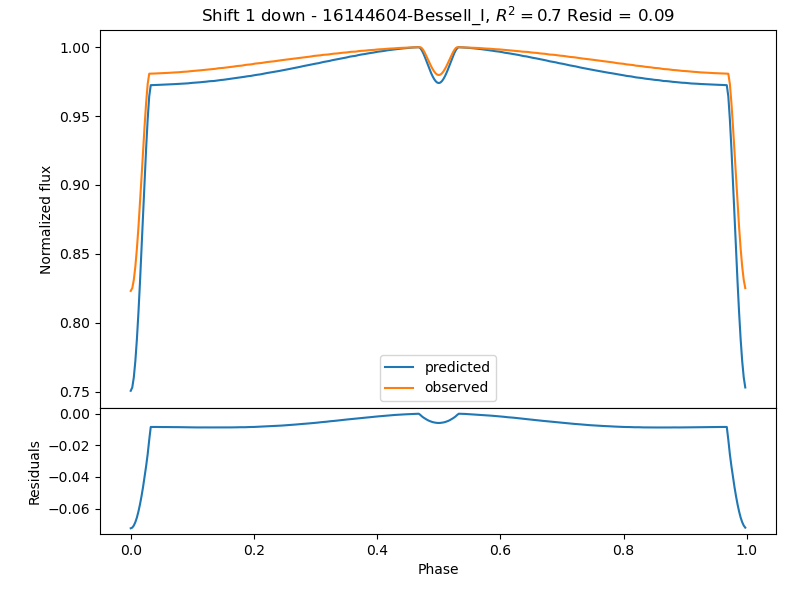 Shift 1 down - 16144604-Bessell_I, R² = 0.7 Resid = 0.09
1.00
0.95
0.90
0.85
0.80
0.75
Normalized flux
predicted
observed
0.00
−0.02
−0.04
−0.06
Residuals
0.0 0.2 0.4 0.6 0.8 1.0
Phase